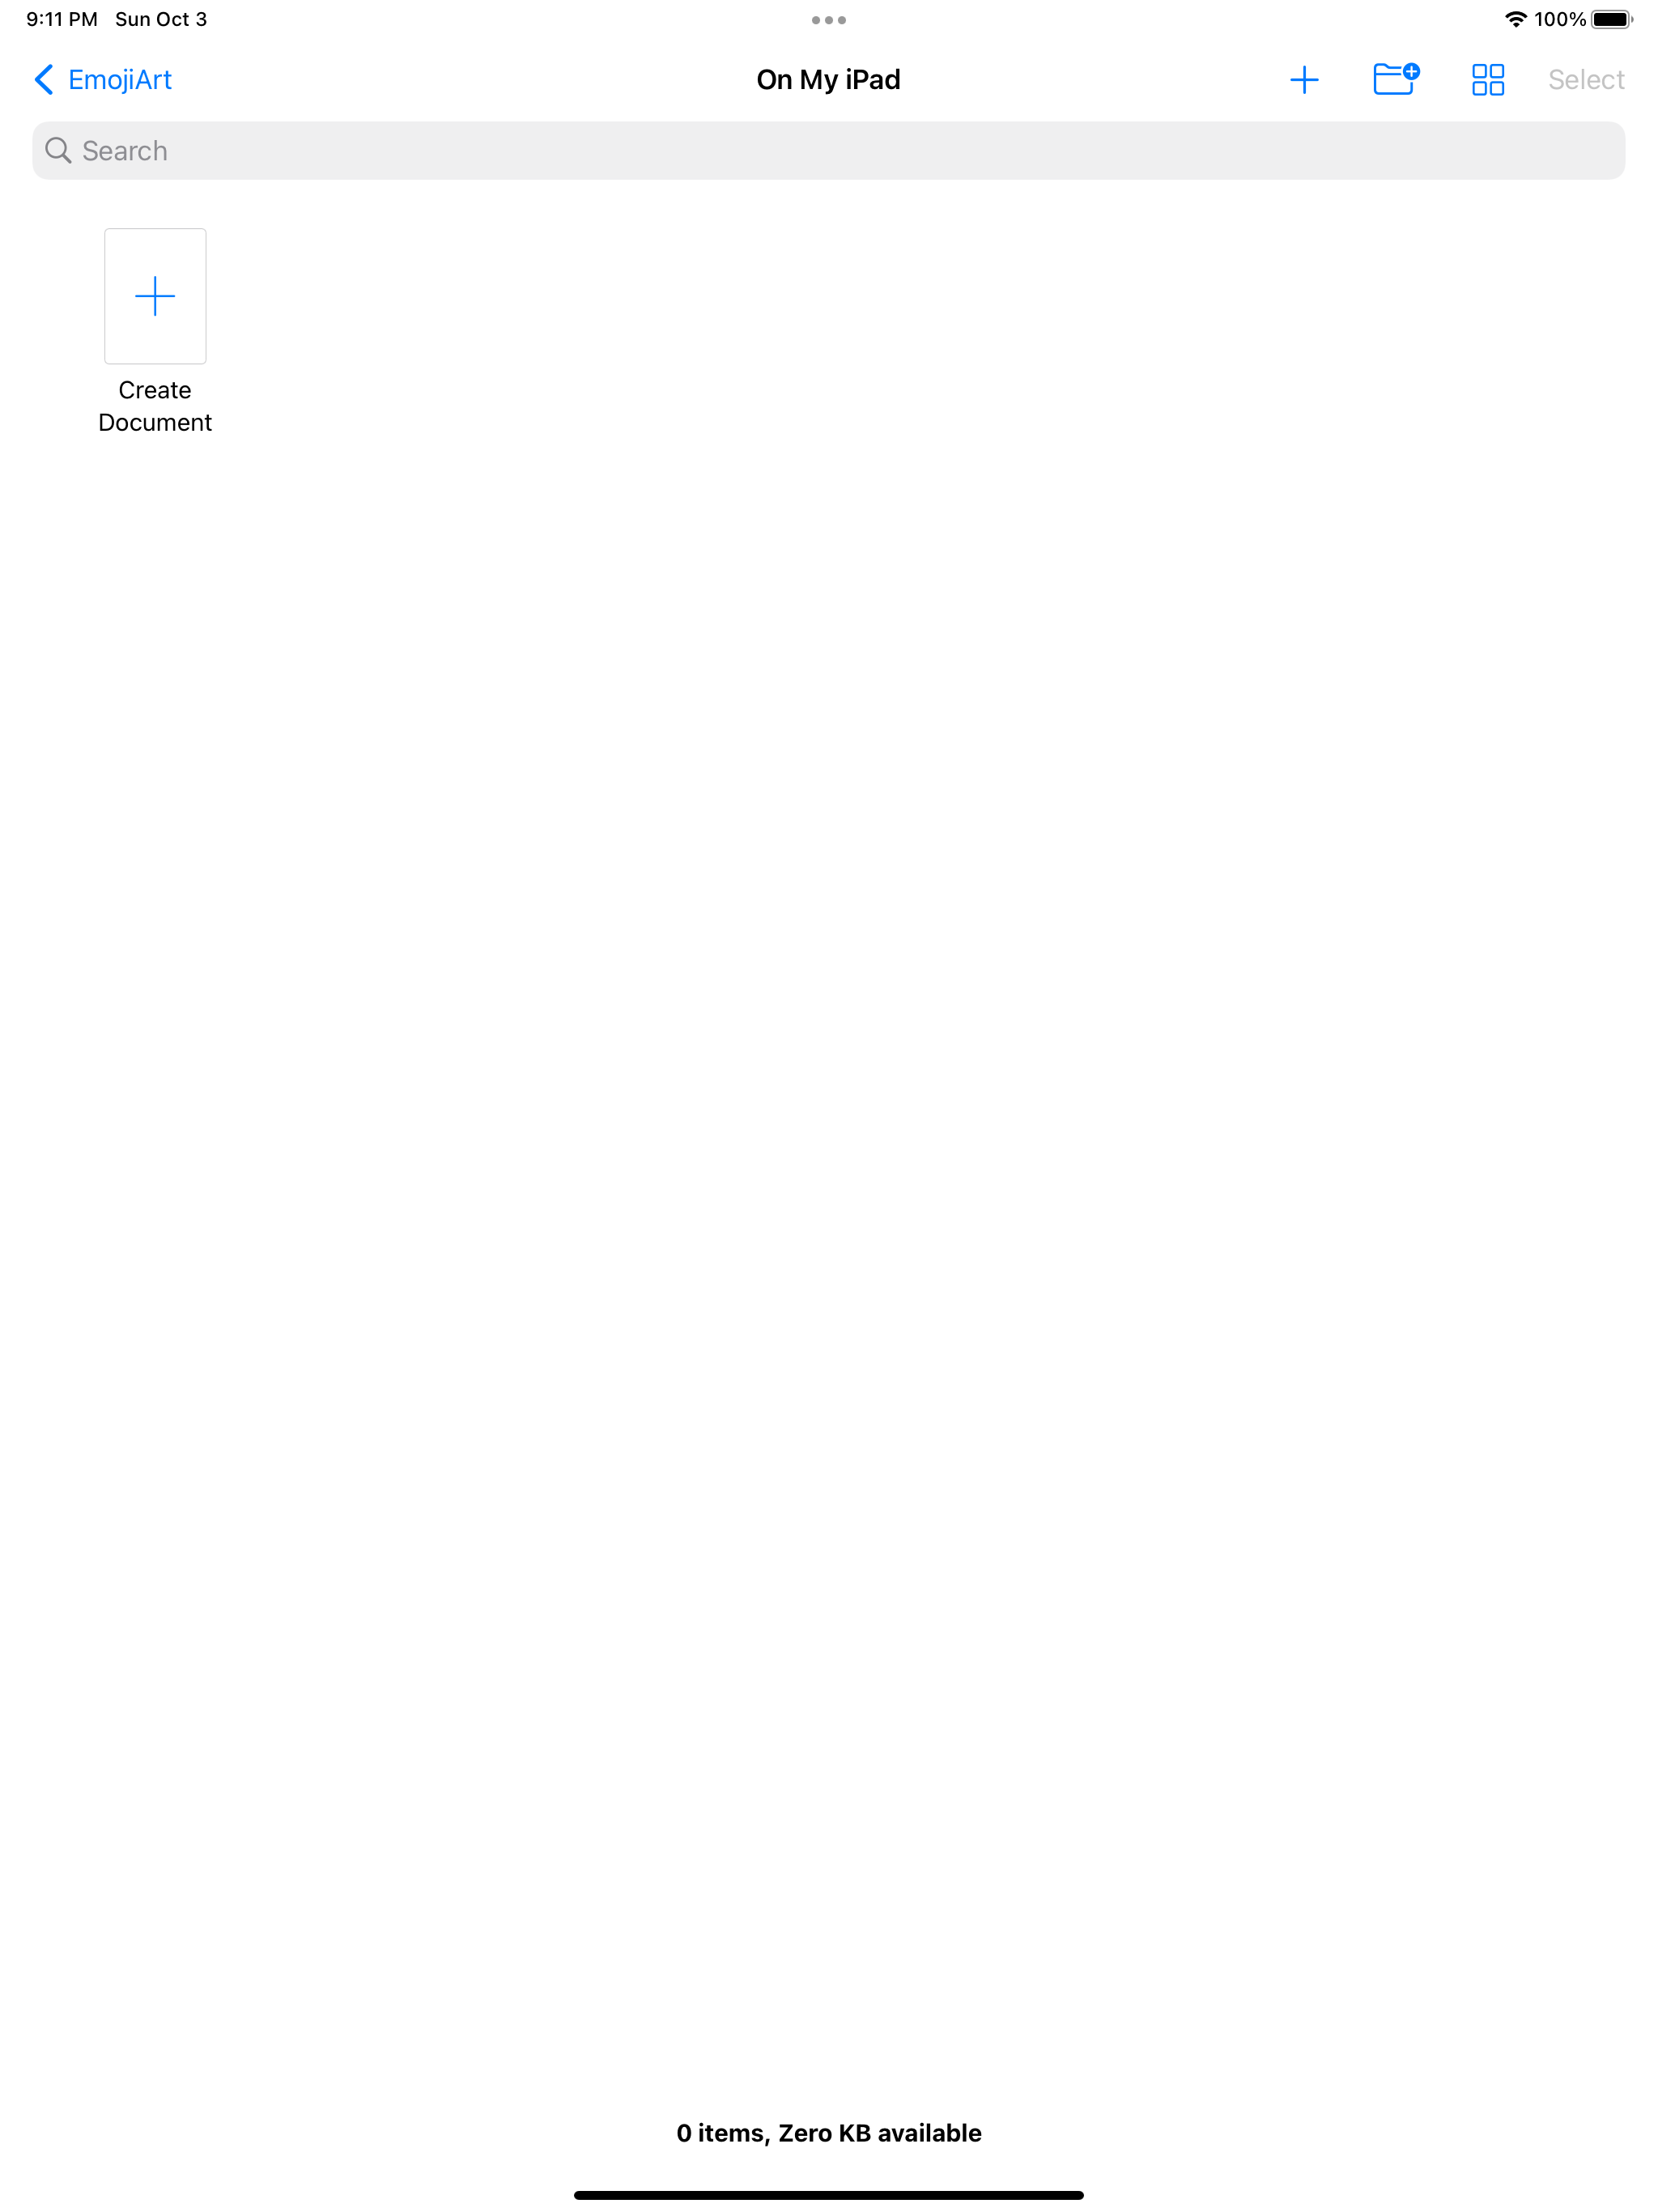 9:11 PM Sun Oct 3
100%
EmojiArt
On My iPad
Select
Search
Create
Document
0 items, Zero KB available